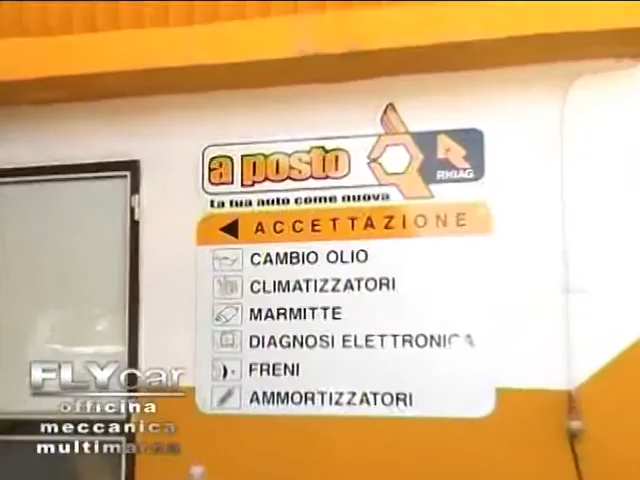 a posto
RHIAG
La tua auto come nuova
ACCETTAZIONE
CAMBIO OLIO
CLIMATIZZATORI
MARMITTE
DIAGNOSI ELETTRONICA
FRENI
AMMORTIZZATORI
FLYcar
officina
meccanica
multimarca